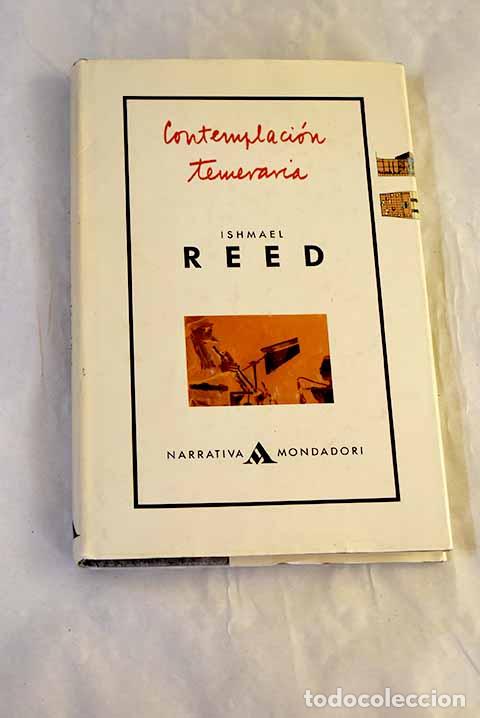 Contemplación
temeraria
ISHMAEL
REED
NARRATIVA A MONDADORI
todocoleccion